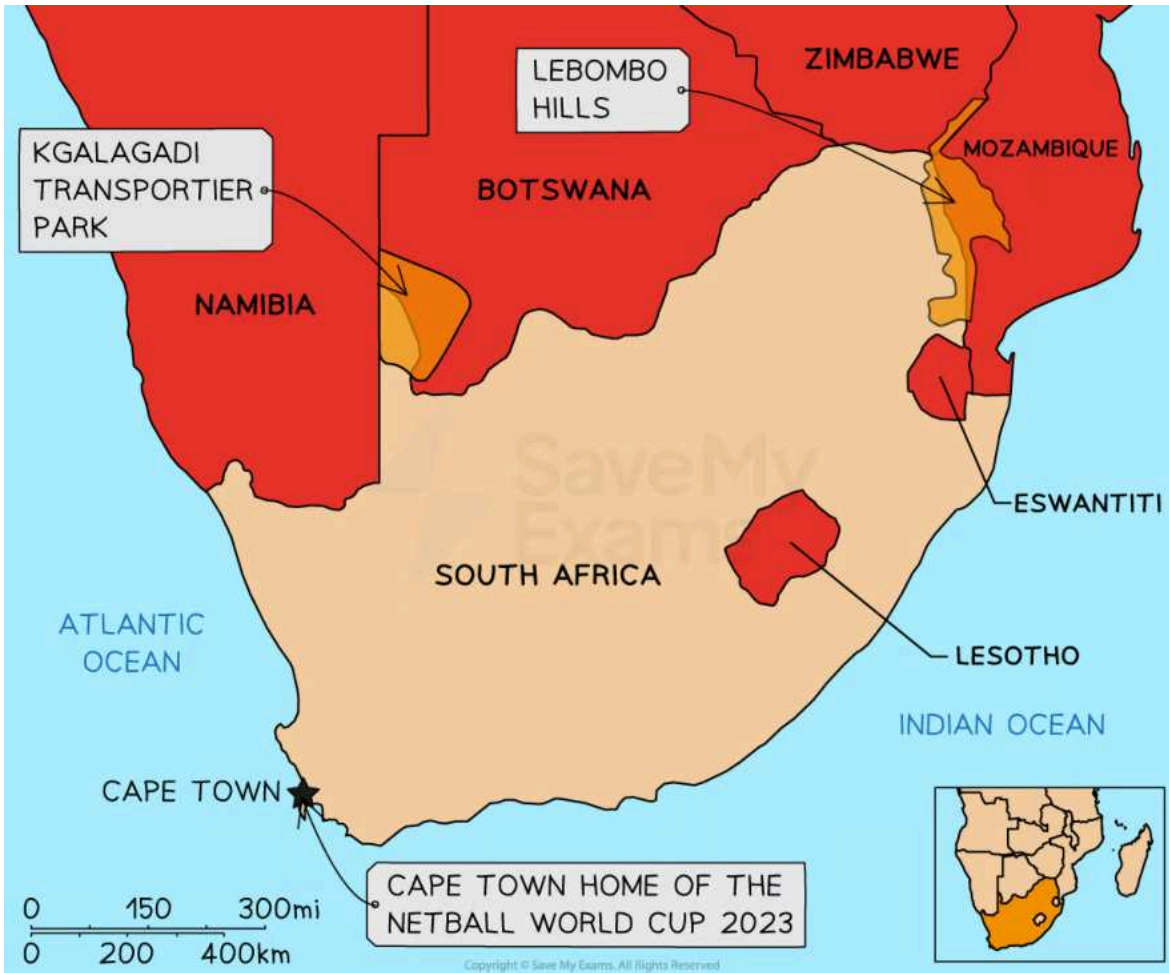 ZIMBABWE
LEBOMBO
HILLS
KGALAGADI
TRANSPORTIER
PARK
MOZAMBIQUE
BOTSWANA
NAMIBIA
SaveMy
Exams
ESWANTITI
SOUTH AFRICA
ATLANTIC
OCEAN
LESOTHO
INDIAN OCEAN
CAPE TOWN
CAPE TOWN HOME OF THE
NETBALL WORLD CUP 2023
0 150 300mi
0 200 400km
Copyright © Save My Exams. All Rights Reserved